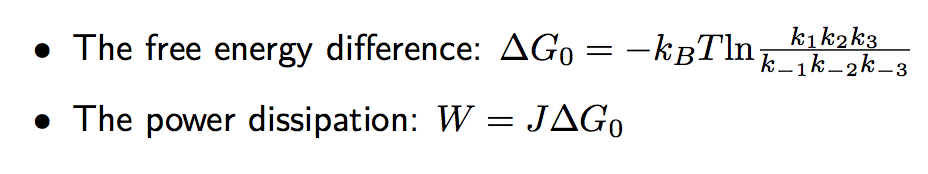 • The free energy difference: ΔG₀ = −k_BT ln k₁k₂k₃/k₋₁k₋₂k₋₃
• The power dissipation: W = JΔG₀